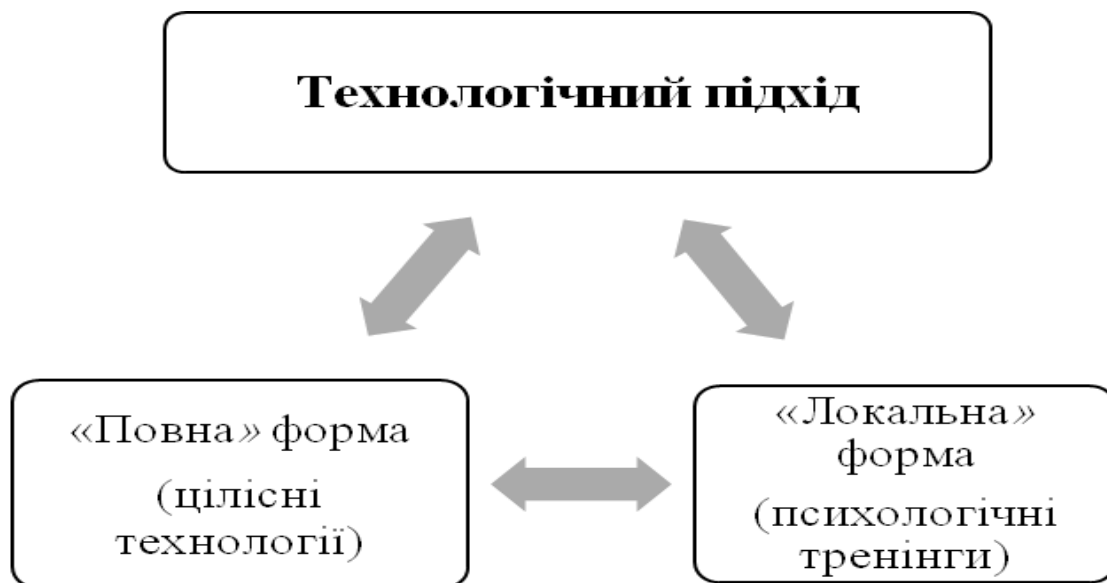 Технологічний підхід
«Повна» форма
(цілісні
технології)
«Локальна»
форма
(психологічні
тренінги)